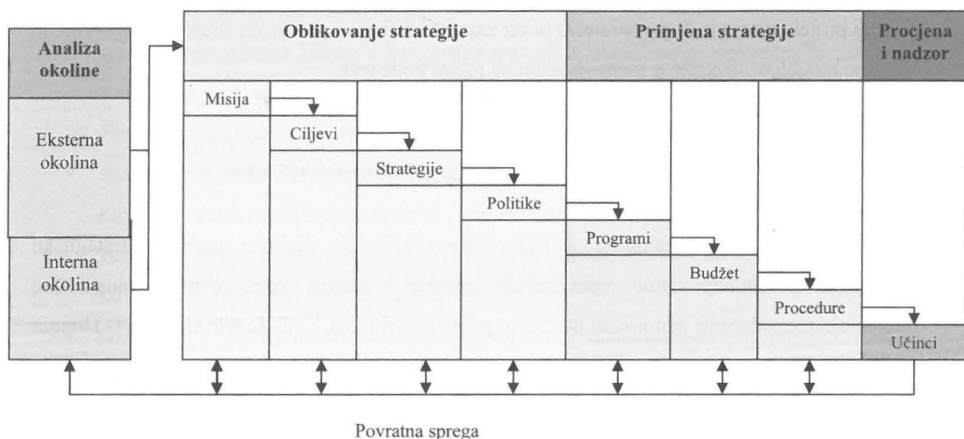 Analiza
okoline
Oblikovanje strategije
Primjena strategije
Procjena
i nadzor
Eksterna
okolina
Interna
okolina
Misija
Ciljevi
Strategije
Politike
Programi
Budžet
Procedure
Učinci
Povratna sprega